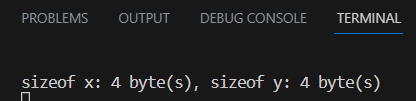 PROBLEMS OUTPUT DEBUG CONSOLE TERMINAL
sizeof x: 4 byte(s), sizeof y: 4 byte(s)